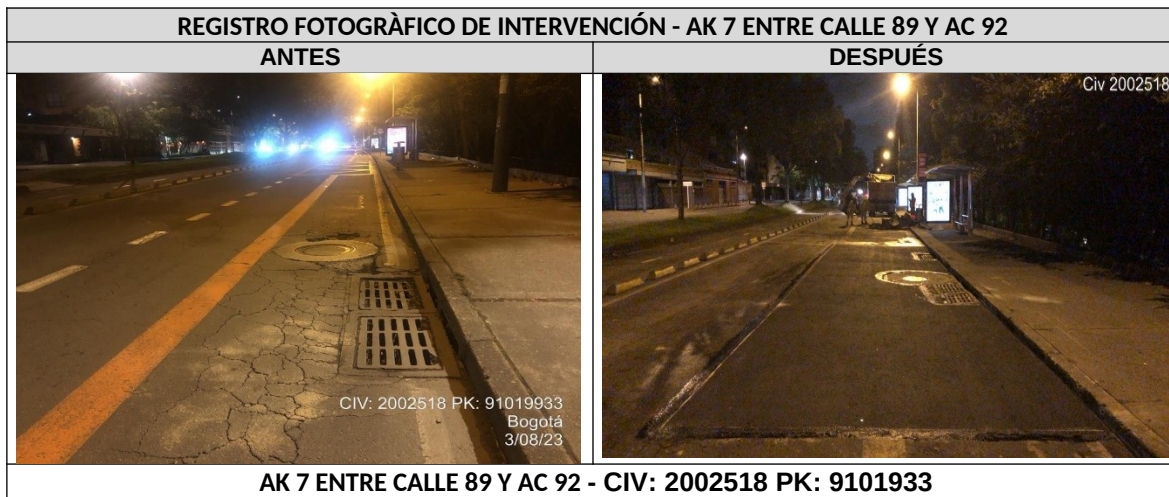 REGISTRO FOTOGRÀFICO DE INTERVENCIÓN - AK 7 ENTRE CALLE 89 Y AC 92
ANTES
DESPUÉS
Civ 2002518
CIV: 2002518 PK: 91019933
Bogotá
3/08/23
AK 7 ENTRE CALLE 89 Y AC 92 - CIV: 2002518 PK: 9101933